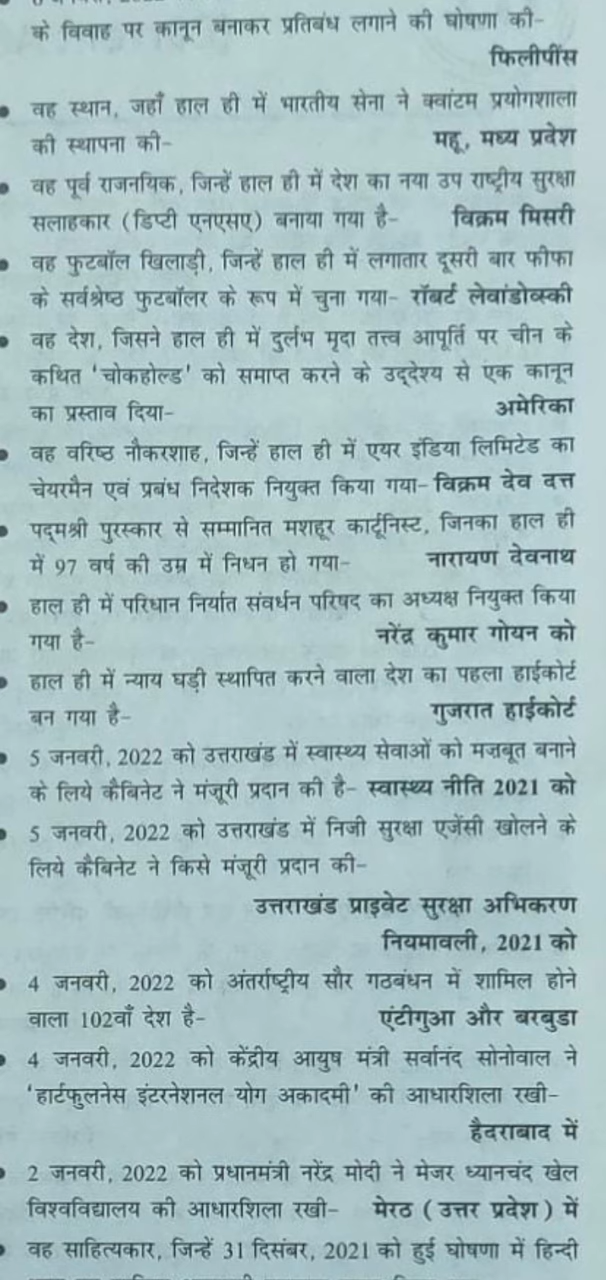 के विवाह पर कानून बनाकर प्रतिबंध लगाने की घोषणा की–
फिलीपींस
• वह स्थान, जहाँ हाल ही में भारतीय सेना ने क्वांटम प्रयोगशाला
की स्थापना की– महू, मध्य प्रदेश
• वह पूर्व राजनयिक, जिन्हें हाल ही में देश का नया उप राष्ट्रीय सुरक्षा
सलाहकार (डिप्टी एनएसए) बनाया गया है– विक्रम मिसरी
• वह फुटबॉल खिलाड़ी, जिन्हें हाल ही में लगातार दूसरी बार फीफा
के सर्वश्रेष्ठ फुटबॉलर के रूप में चुना गया– रॉबर्ट लेवांडोव्स्की
• वह देश, जिसने हाल ही में दुर्लभ मृदा तत्त्व आपूर्ति पर चीन के
कथित 'चोकहोल्ड' को समाप्त करने के उद्देश्य से एक कानून
का प्रस्ताव दिया– अमेरिका
• वह वरिष्ठ नौकरशाह, जिन्हें हाल ही में एयर इंडिया लिमिटेड का
चेयरमैन एवं प्रबंध निदेशक नियुक्त किया गया– विक्रम देव दत्त
• पद्मश्री पुरस्कार से सम्मानित मशहूर कार्टूनिस्ट, जिनका हाल ही
में 97 वर्ष की उम्र में निधन हो गया– नारायण देवनाथ
• हाल ही में परिधान निर्यात संवर्धन परिषद का अध्यक्ष नियुक्त किया
गया है– नरेंद्र कुमार गोयन को
• हाल ही में न्याय घड़ी स्थापित करने वाला देश का पहला हाईकोर्ट
बन गया है– गुजरात हाईकोर्ट
• 5 जनवरी, 2022 को उत्तराखंड में स्वास्थ्य सेवाओं को मज़बूत बनाने
के लिये कैबिनेट ने मंज़ूरी प्रदान की है– स्वास्थ्य नीति 2021 को
• 5 जनवरी, 2022 को उत्तराखंड में निजी सुरक्षा एजेंसी खोलने के
लिये कैबिनेट ने किसे मंज़ूरी प्रदान की–
उत्तराखंड प्राइवेट सुरक्षा अभिकरण
नियमावली, 2021 को
• 4 जनवरी, 2022 को अंतर्राष्ट्रीय सौर गठबंधन में शामिल होने
वाला 102वाँ देश है– एंटीगुआ और बरबुडा
• 4 जनवरी, 2022 को केंद्रीय आयुष मंत्री सर्वानंद सोनोवाल ने
'हार्टफुलनेस इंटरनेशनल योग अकादमी' की आधारशिला रखी–
हैदराबाद में
• 2 जनवरी, 2022 को प्रधानमंत्री नरेंद्र मोदी ने मेजर ध्यानचंद खेल
विश्वविद्यालय की आधारशिला रखी– मेरठ (उत्तर प्रदेश) में
• वह साहित्यकार, जिन्हें 31 दिसंबर, 2021 को हुई घोषणा में हिन्दी